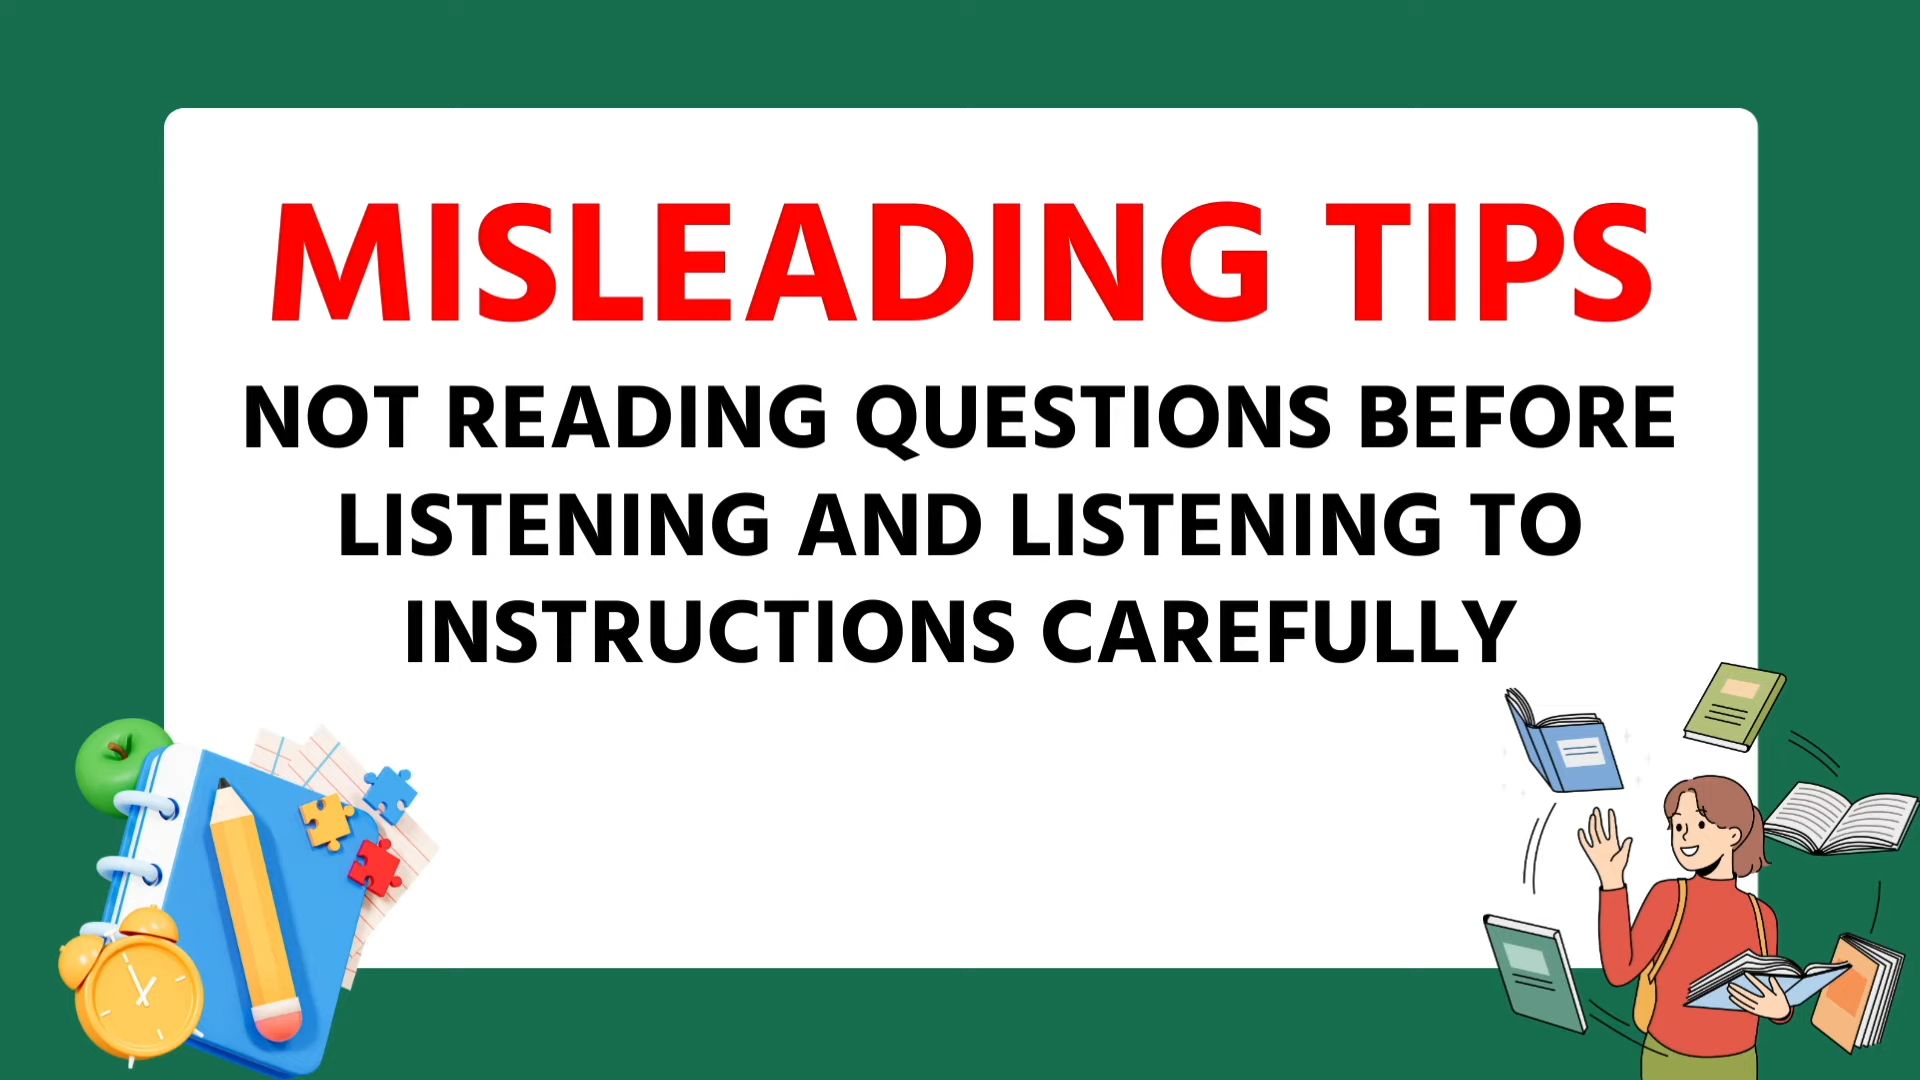 MISLEADING TIPS
NOT READING QUESTIONS BEFORE
LISTENING AND LISTENING TO
INSTRUCTIONS CAREFULLY